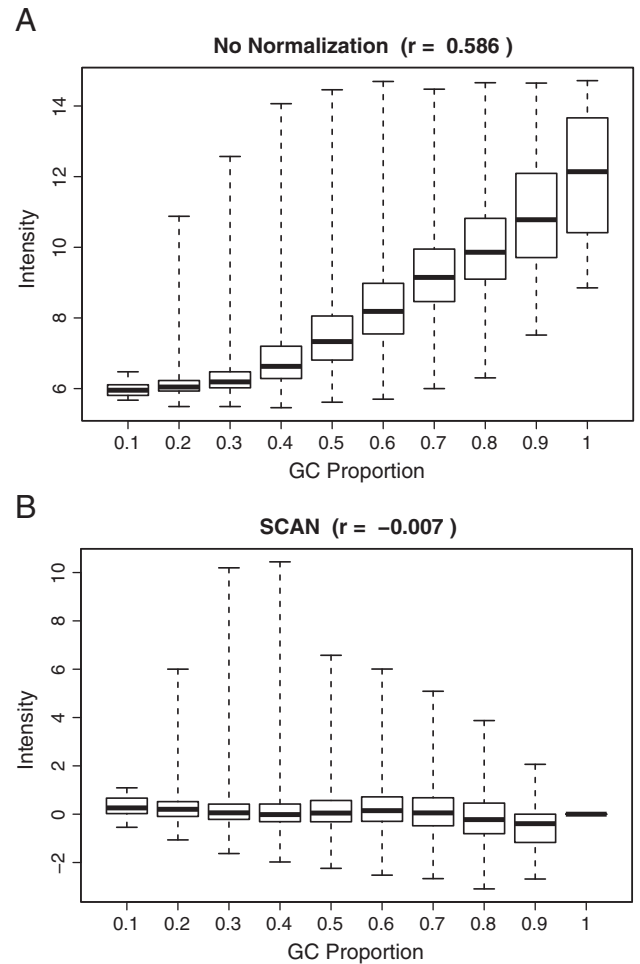 A
No Normalization (r = 0.586 )
14
12
10
8
6
Intensity
0.1 0.2 0.3 0.4 0.5 0.6 0.7 0.8 0.9 1
GC Proportion
B
SCAN (r = −0.007 )
10
8
6
4
2
0
−2
Intensity
0.1 0.2 0.3 0.4 0.5 0.6 0.7 0.8 0.9 1
GC Proportion